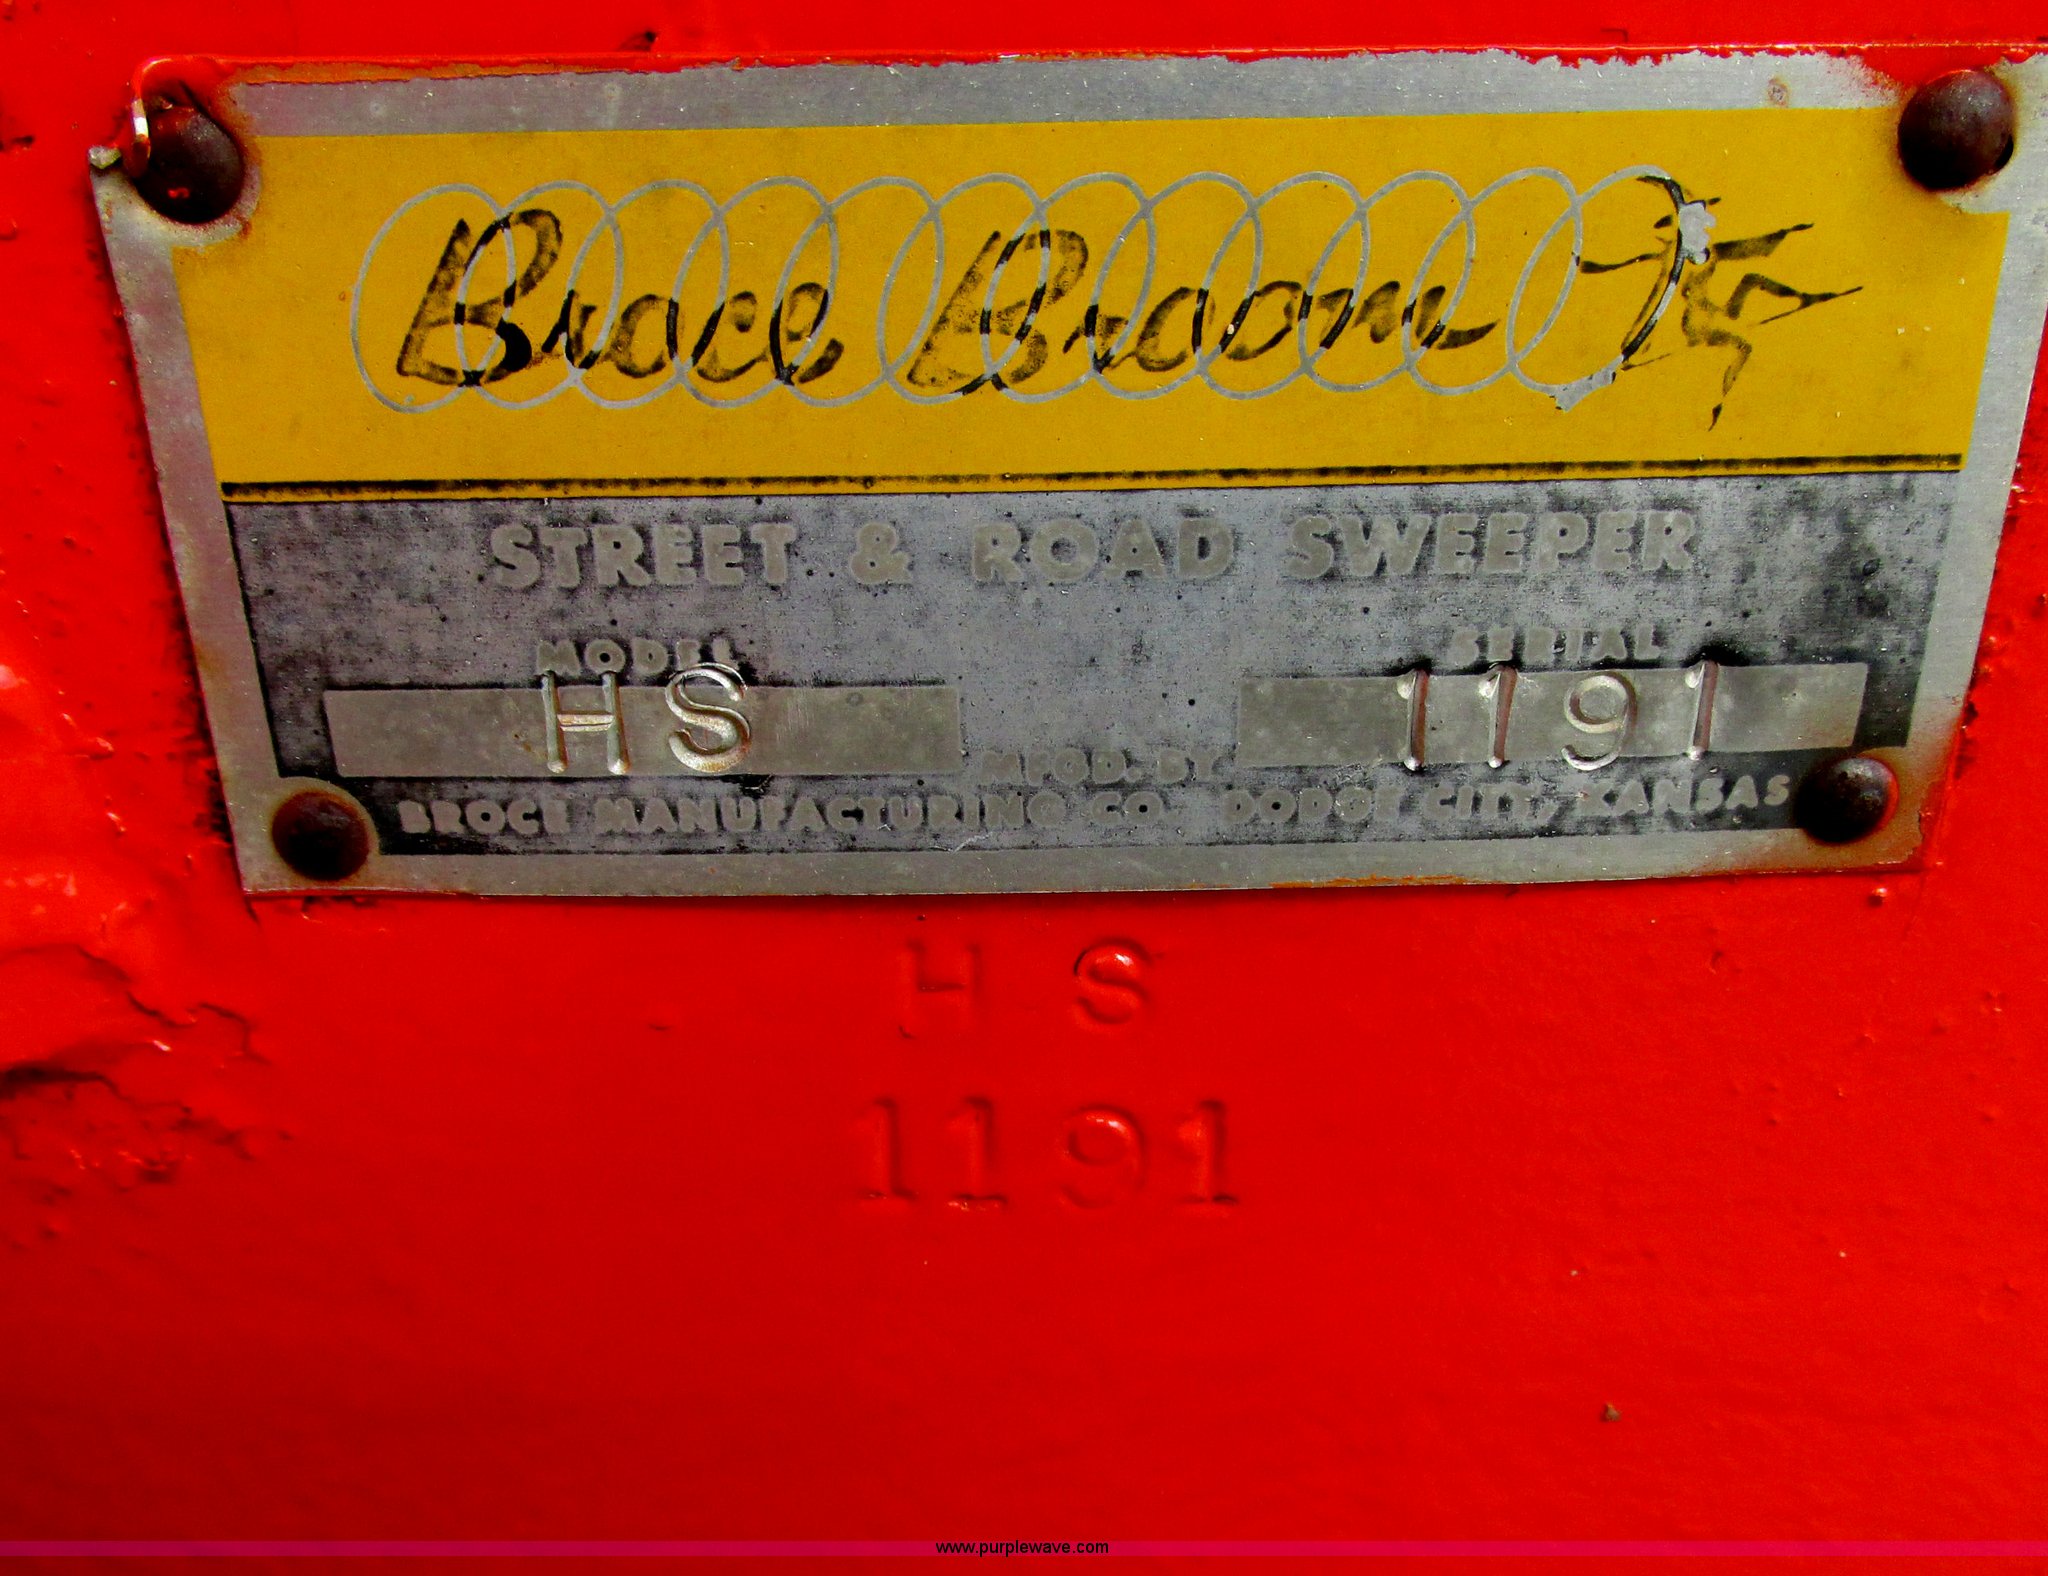 Broce Broom
STREET & ROAD SWEEPER
MODEL SERIAL
HS 1191
MFGD. BY
BROCE MANUFACTURING CO. DODGE CITY, KANSAS
HS
1191
www.purplewave.com